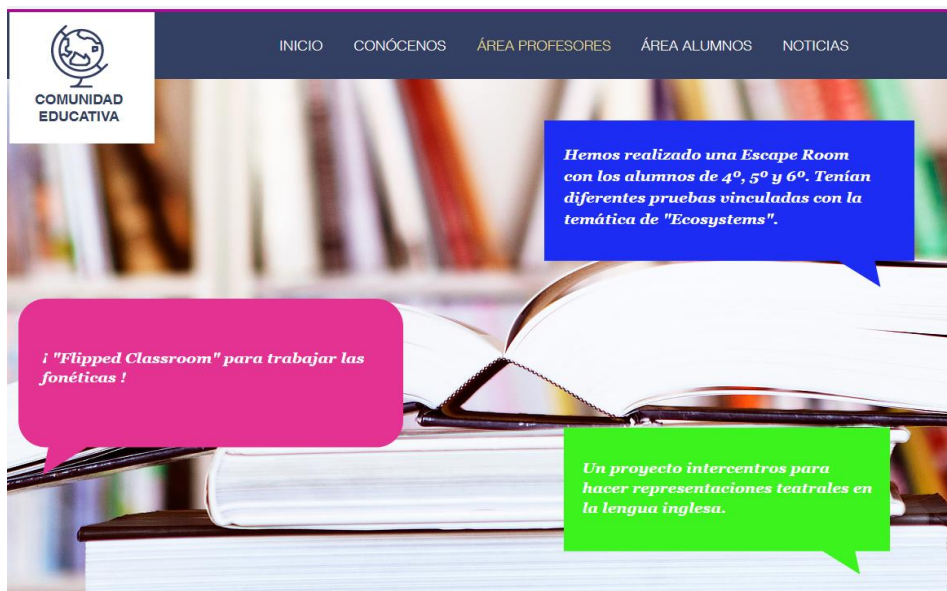 COMUNIDAD
EDUCATIVA
INICIO CONÓCENOS ÁREA PROFESORES ÁREA ALUMNOS NOTICIAS
Hemos realizado una Escape Room
con los alumnos de 4º, 5º y 6º. Tenían
diferentes pruebas vinculadas con la
temática de "Ecosystems".
¡ "Flipped Classroom" para trabajar las
fonéticas !
Un proyecto intercentros para
hacer representaciones teatrales en
la lengua inglesa.